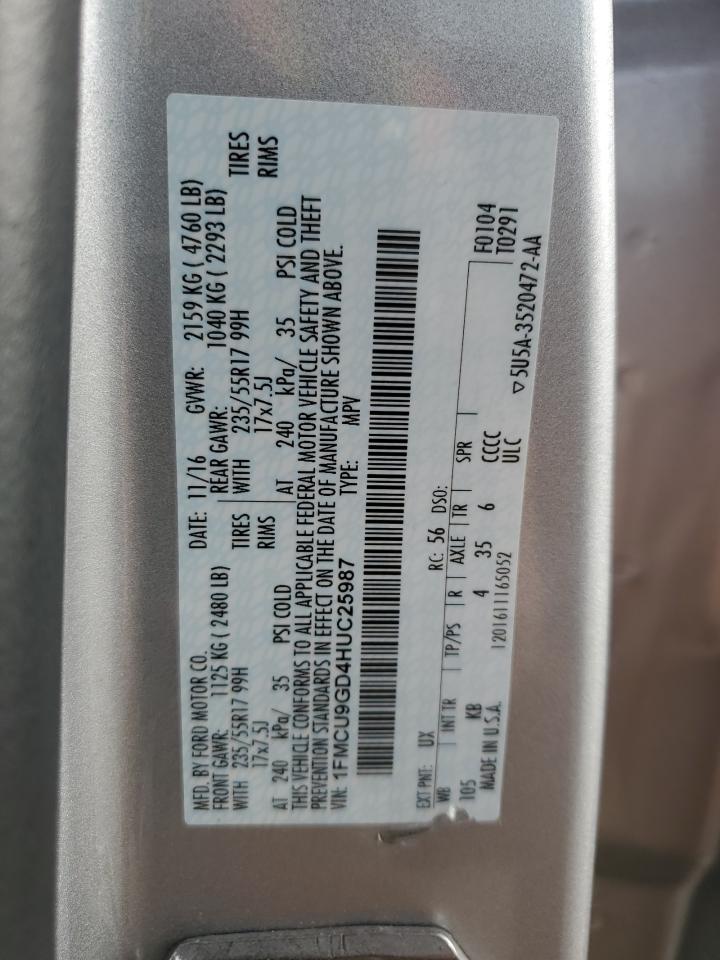 MFD. BY FORD MOTOR CO.
DATE: 11/16 GVWR: 2159 KG ( 4760 LB)
FRONT GAWR: 1125 KG ( 2480 LB)
REAR GAWR: 1040 KG ( 2293 LB)
WITH 235/55R17 99H TIRES
WITH 235/55R17 99H TIRES
17x7.5J RIMS
17x7.5J RIMS
AT 240 kPa/ 35 PSI COLD
AT 240 kPa/ 35 PSI COLD
THIS VEHICLE CONFORMS TO ALL APPLICABLE FEDERAL MOTOR VEHICLE SAFETY AND THEFT
PREVENTION STANDARDS IN EFFECT ON THE DATE OF MANUFACTURE SHOWN ABOVE.
VIN: 1FMCU9GD4HUC25987 TYPE: MPV
EXT PNT: UX RC: 56 DSO: F0104
T0291
WB INT TR TP/PS R AXLE TR SPR
105 KB 4 35 6 CCCC
ULC
MADE IN U.S.A. 1201611165052
▽5U5A-3520472-AA